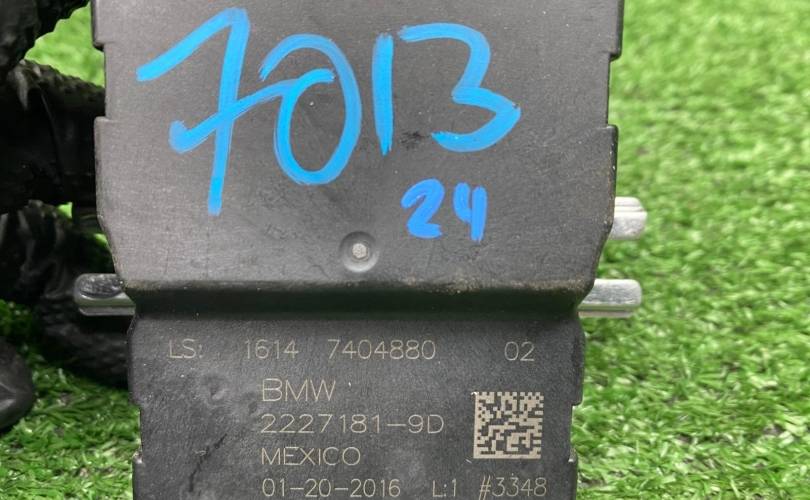 7013
24
LS: 1614 7404880 02
BMW
2227181-9D
MEXICO
01-20-2016 L:1 #3348